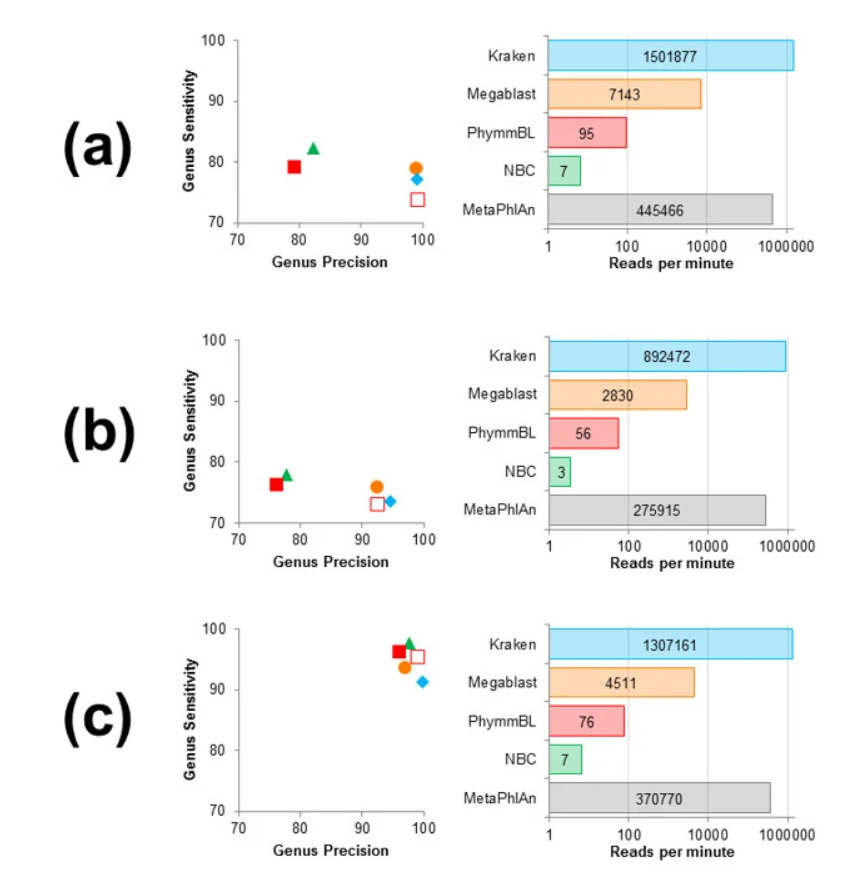 (a)
100
90
80
70
Genus Sensitivity
70 80 90 100
Genus Precision
Kraken 1501877
Megablast 7143
PhymmBL 95
NBC 7
MetaPhlAn 445466
1 100 10000 1000000
Reads per minute
(b)
100
90
80
70
Genus Sensitivity
70 80 90 100
Genus Precision
Kraken 892472
Megablast 2830
PhymmBL 56
NBC 3
MetaPhlAn 275915
1 100 10000 1000000
Reads per minute
(c)
100
90
80
70
Genus Sensitivity
70 80 90 100
Genus Precision
Kraken 1307161
Megablast 4511
PhymmBL 76
NBC 7
MetaPhlAn 370770
1 100 10000 1000000
Reads per minute